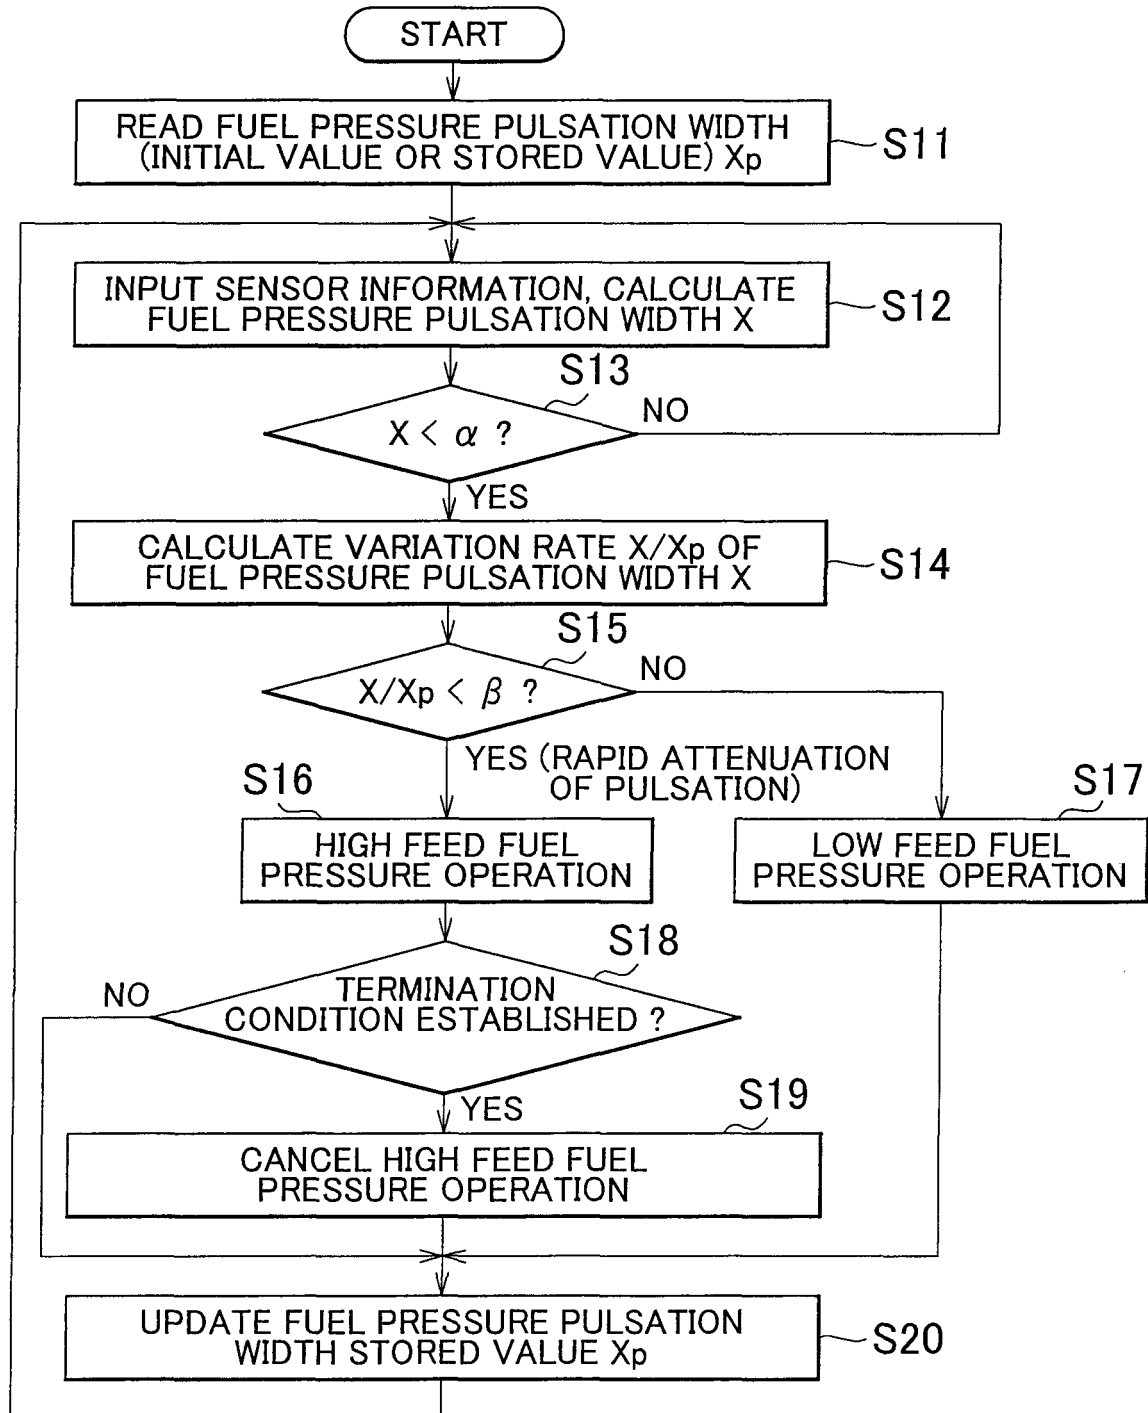 START
READ FUEL PRESSURE PULSATION WIDTH
(INITIAL VALUE OR STORED VALUE) Xp
S11
INPUT SENSOR INFORMATION, CALCULATE
FUEL PRESSURE PULSATION WIDTH X
S12
S13
X < α ?
NO
YES
CALCULATE VARIATION RATE X/Xp OF
FUEL PRESSURE PULSATION WIDTH X
S14
S15
X/Xp < β ?
NO
YES (RAPID ATTENUATION
OF PULSATION)
S16
HIGH FEED FUEL
PRESSURE OPERATION
S17
LOW FEED FUEL
PRESSURE OPERATION
S18
TERMINATION
CONDITION ESTABLISHED ?
NO
YES
S19
CANCEL HIGH FEED FUEL
PRESSURE OPERATION
UPDATE FUEL PRESSURE PULSATION
WIDTH STORED VALUE Xp
S20